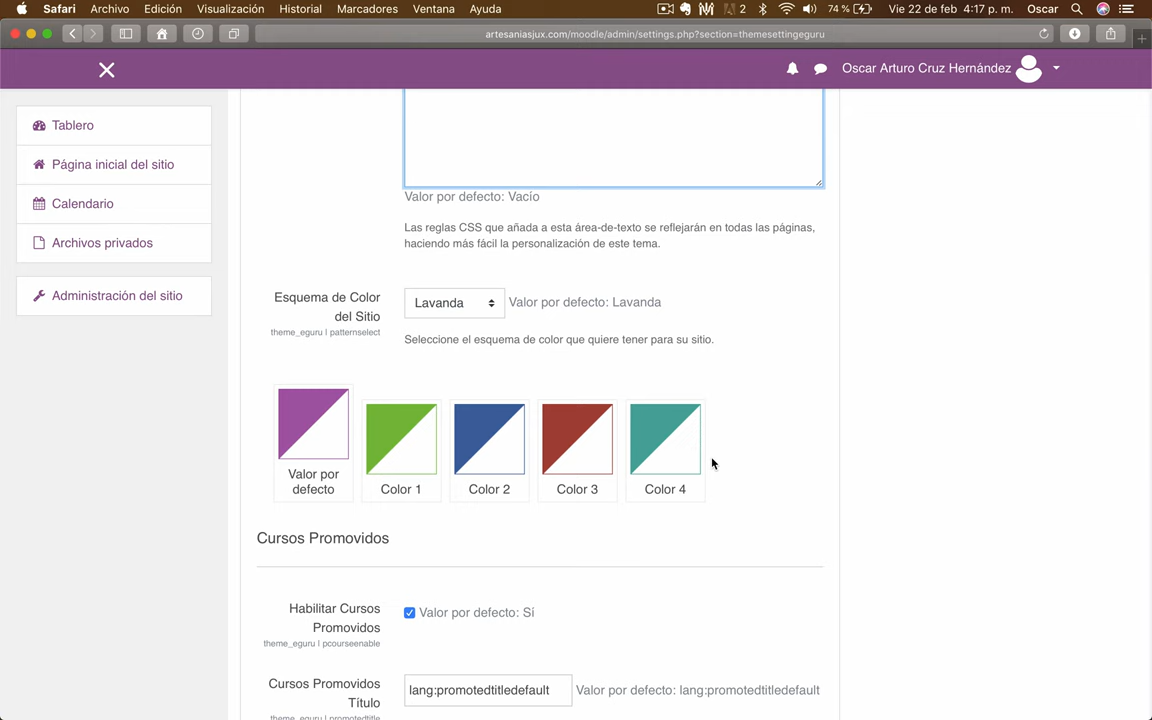 Safari Archivo Edición Visualización Historial Marcadores Ventana Ayuda 2 74 % Vie 22 de feb 4:17 p. m. Oscar
artesaniasjux.com/moodle/admin/settings.php?section=themesettingeguru
Oscar Arturo Cruz Hernández
Tablero
Página inicial del sitio
Calendario
Archivos privados
Administración del sitio
Valor por defecto: Vacío
Las reglas CSS que añada a esta área-de-texto se reflejarán en todas las páginas,
haciendo más fácil la personalización de este tema.
Esquema de Color
del Sitio
theme_eguru | patternselect
Lavanda Valor por defecto: Lavanda
Seleccione el esquema de color que quiere tener para su sitio.
Valor por
defecto
Color 1
Color 2
Color 3
Color 4
Cursos Promovidos
Habilitar Cursos
Promovidos
theme_eguru | pcourseenable
Valor por defecto: Sí
Cursos Promovidos
Título
theme_eguru | promotedtitle
lang:promotedtitledefault Valor por defecto: lang:promotedtitledefault